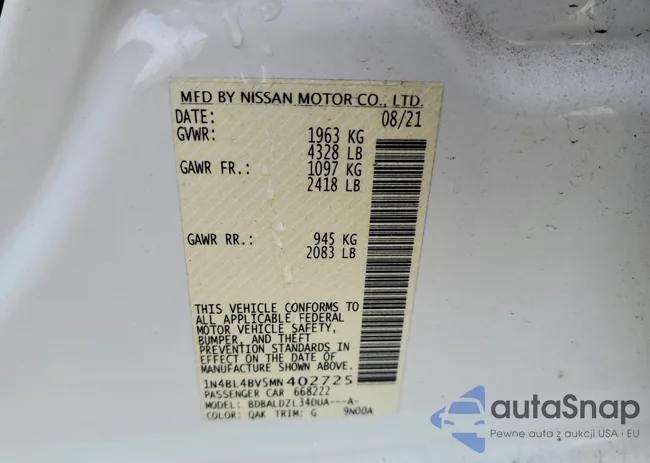 MFD BY NISSAN MOTOR CO., LTD.
DATE: 08/21
GVWR: 1963 KG
4328 LB
GAWR FR.: 1097 KG
2418 LB
GAWR RR.: 945 KG
2083 LB
THIS VEHICLE CONFORMS TO
ALL APPLICABLE FEDERAL
MOTOR VEHICLE SAFETY,
BUMPER, AND THEFT
PREVENTION STANDARDS IN
EFFECT ON THE DATE OF
MANUFACTURE SHOWN ABOVE.
1N4BL4BV5MN402725
PASSENGER CAR 668222
MODEL: BDBALDZL34DUA---A-
COLOR: QAK TRIM: G 9N00A
autoSnap
Pewne auta z aukcji USA i EU